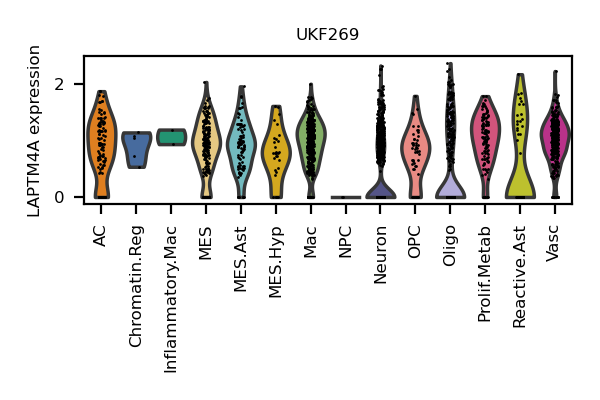 UKF269
LAPTM4A expression
2
0
AC
Chromatin.Reg
Inflammatory.Mac
MES
MES.Ast
MES.Hyp
Mac
NPC
Neuron
OPC
Oligo
Prolif.Metab
Reactive.Ast
Vasc